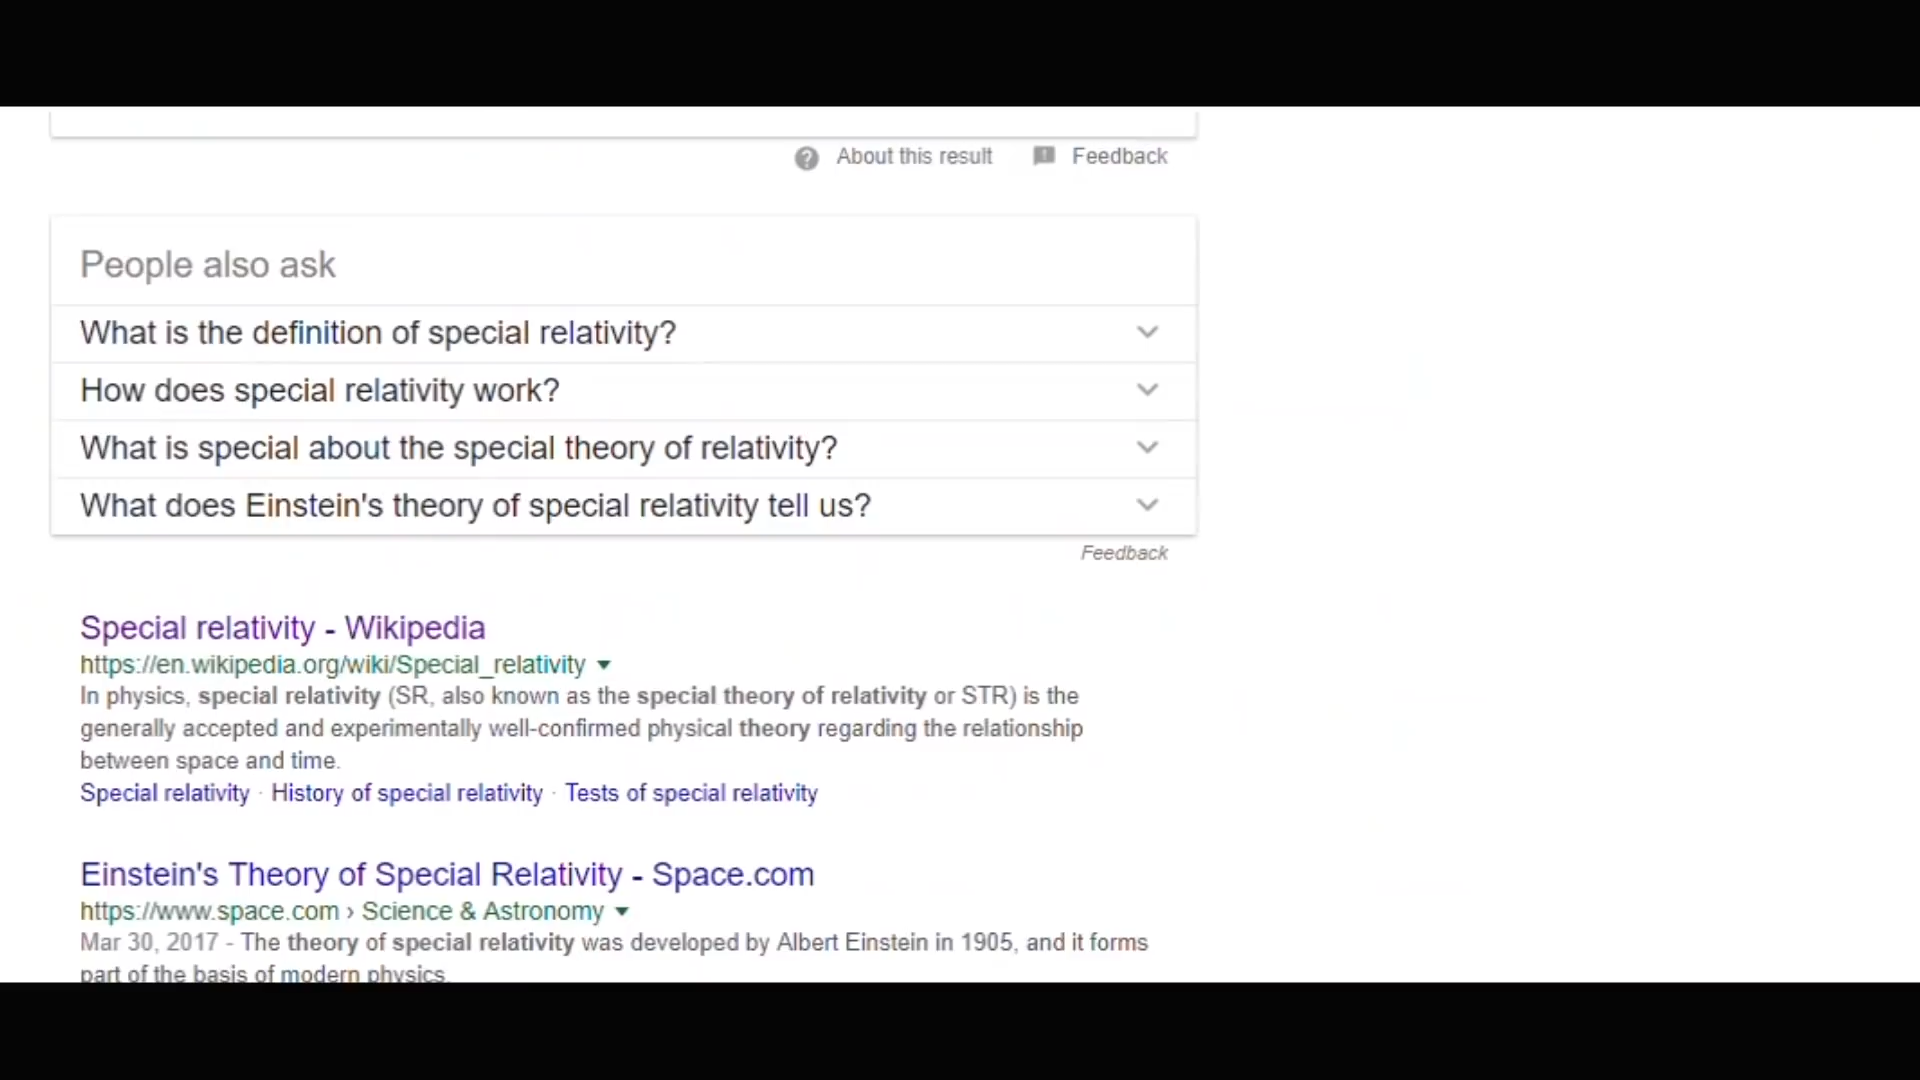 About this result Feedback
People also ask
What is the definition of special relativity?
How does special relativity work?
What is special about the special theory of relativity?
What does Einstein's theory of special relativity tell us?
Feedback
Special relativity - Wikipedia
https://en.wikipedia.org/wiki/Special_relativity
In physics, special relativity (SR, also known as the special theory of relativity or STR) is the
generally accepted and experimentally well-confirmed physical theory regarding the relationship
between space and time.
Special relativity · History of special relativity · Tests of special relativity
Einstein's Theory of Special Relativity - Space.com
https://www.space.com › Science & Astronomy
Mar 30, 2017 - The theory of special relativity was developed by Albert Einstein in 1905, and it forms
part of the basis of modern physics.